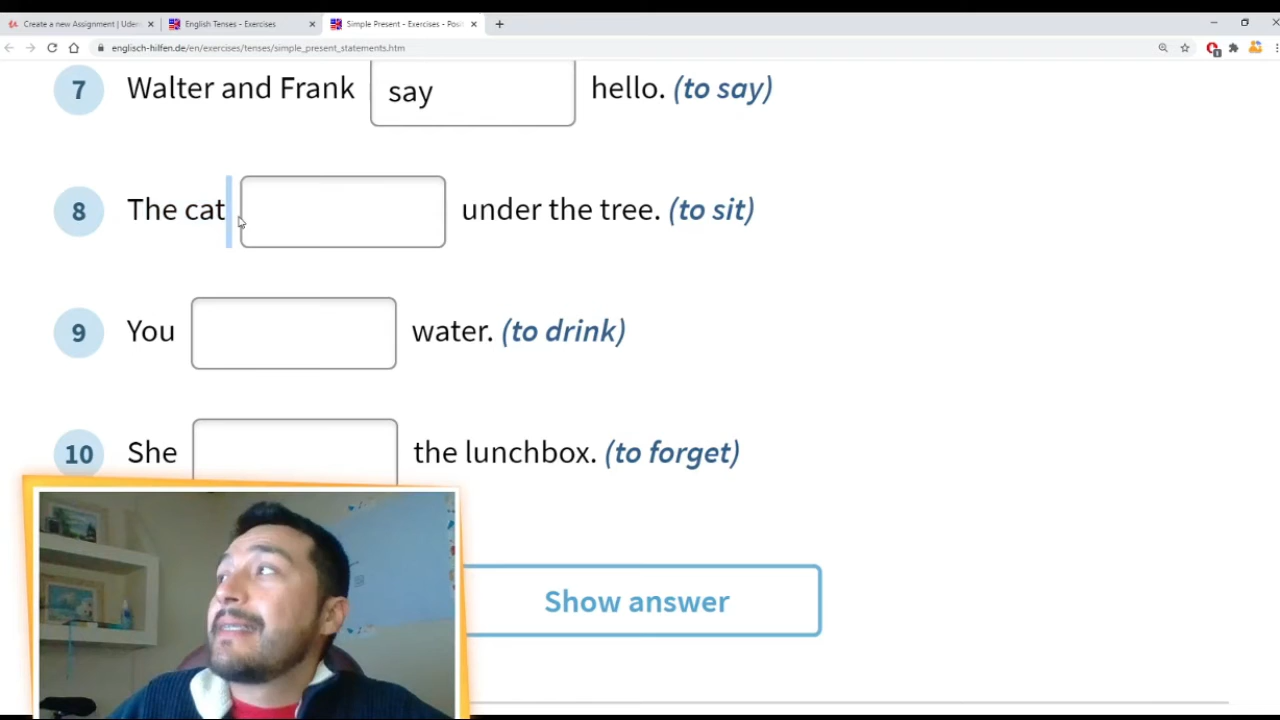 Create a new Assignment | Uder
English Tenses - Exercises
Simple Present - Exercises - Posi
englisch-hilfen.de/en/exercises/tenses/simple_present_statements.htm
7 Walter and Frank say hello. (to say)
8 The cat under the tree. (to sit)
9 You water. (to drink)
10 She the lunchbox. (to forget)
Show answer